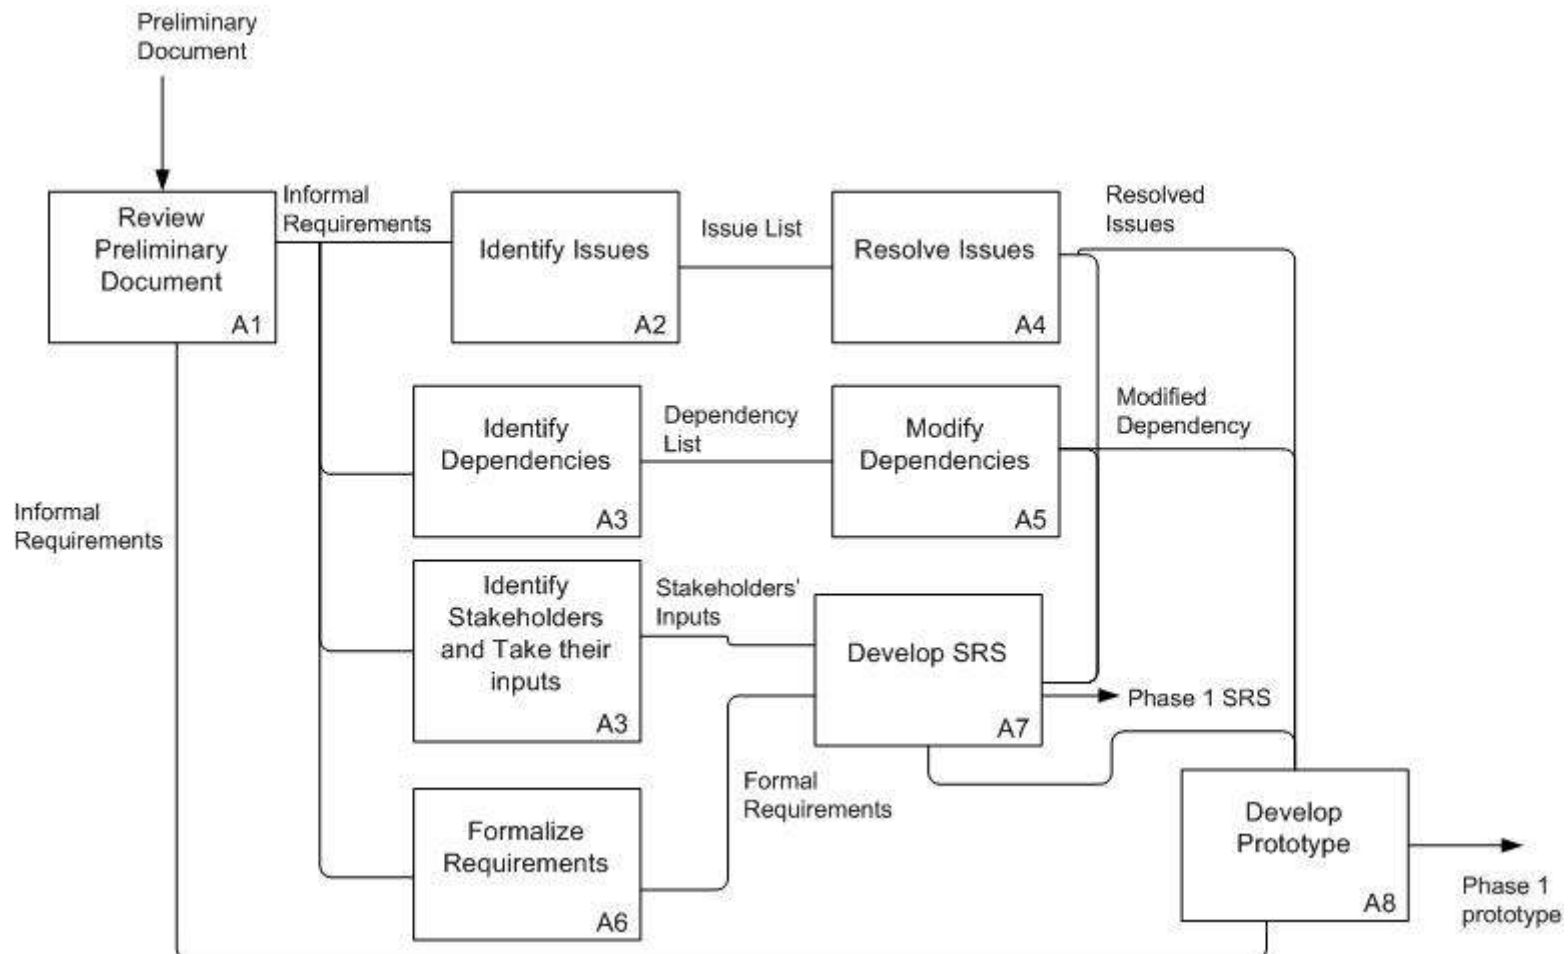 Preliminary
Document
Review
Preliminary
Document
A1
Informal
Requirements
Identify Issues
A2
Issue List
Resolve Issues
A4
Resolved
Issues
Identify
Dependencies
A3
Dependency
List
Modify
Dependencies
A5
Modified
Dependency
Informal
Requirements
Identify
Stakeholders
and Take their
inputs
A3
Stakeholders'
Inputs
Develop SRS
A7
Phase 1 SRS
Formalize
Requirements
A6
Formal
Requirements
Develop
Prototype
A8
Phase 1
prototype